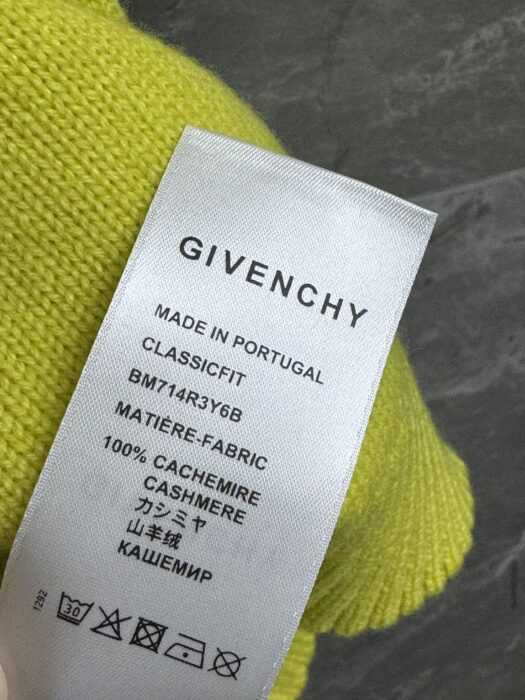 GIVENCHY
MADE IN PORTUGAL
CLASSICFIT
BM714R3Y6B
MATIÈRE-FABRIC
100% CACHEMIRE
CASHMERE
カシミヤ
山羊绒
КАШЕМИР
1292
30